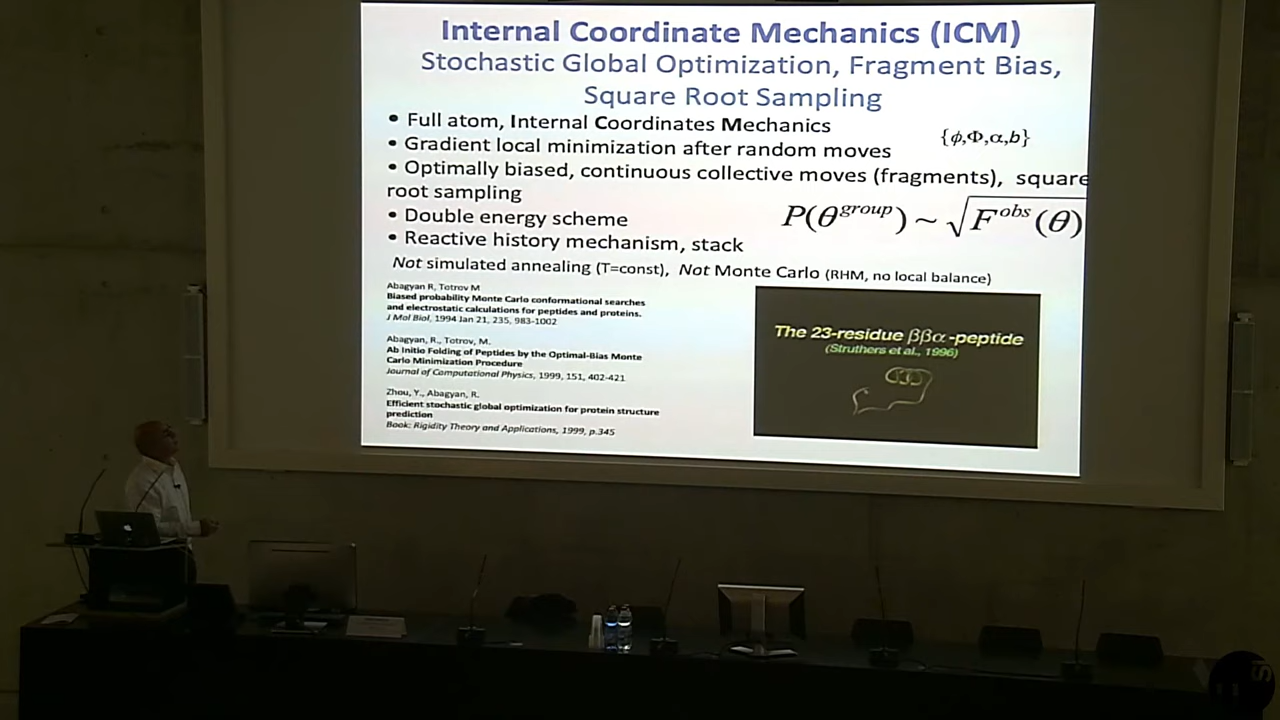 Internal Coordinate Mechanics (ICM)
Stochastic Global Optimization, Fragment Bias,
Square Root Sampling
• Full atom, Internal Coordinates Mechanics
{ϕ,Φ,α,b}
• Gradient local minimization after random moves
• Optimally biased, continuous collective moves (fragments), square
root sampling
P(θ^group) ~ √F^obs(θ)
• Double energy scheme
• Reactive history mechanism, stack
Not simulated annealing (T=const), Not Monte Carlo (RHM, no local balance)
Abagyan R, Totrov M
Biased probability Monte Carlo conformational searches
and electrostatic calculations for peptides and proteins.
J Mol Biol, 1994 Jan 21, 235, 983-1002
Abagyan, R., Totrov, M.
Ab Initio Folding of Peptides by the Optimal-Bias Monte
Carlo Minimization Procedure
Journal of Computational Physics, 1999, 151, 402-421
Zhou, Y., Abagyan, R.
Efficient stochastic global optimization for protein structure
prediction
Book: Rigidity Theory and Applications, 1999, p.345
The 23-residue ββα-peptide
(Struthers et al., 1996)